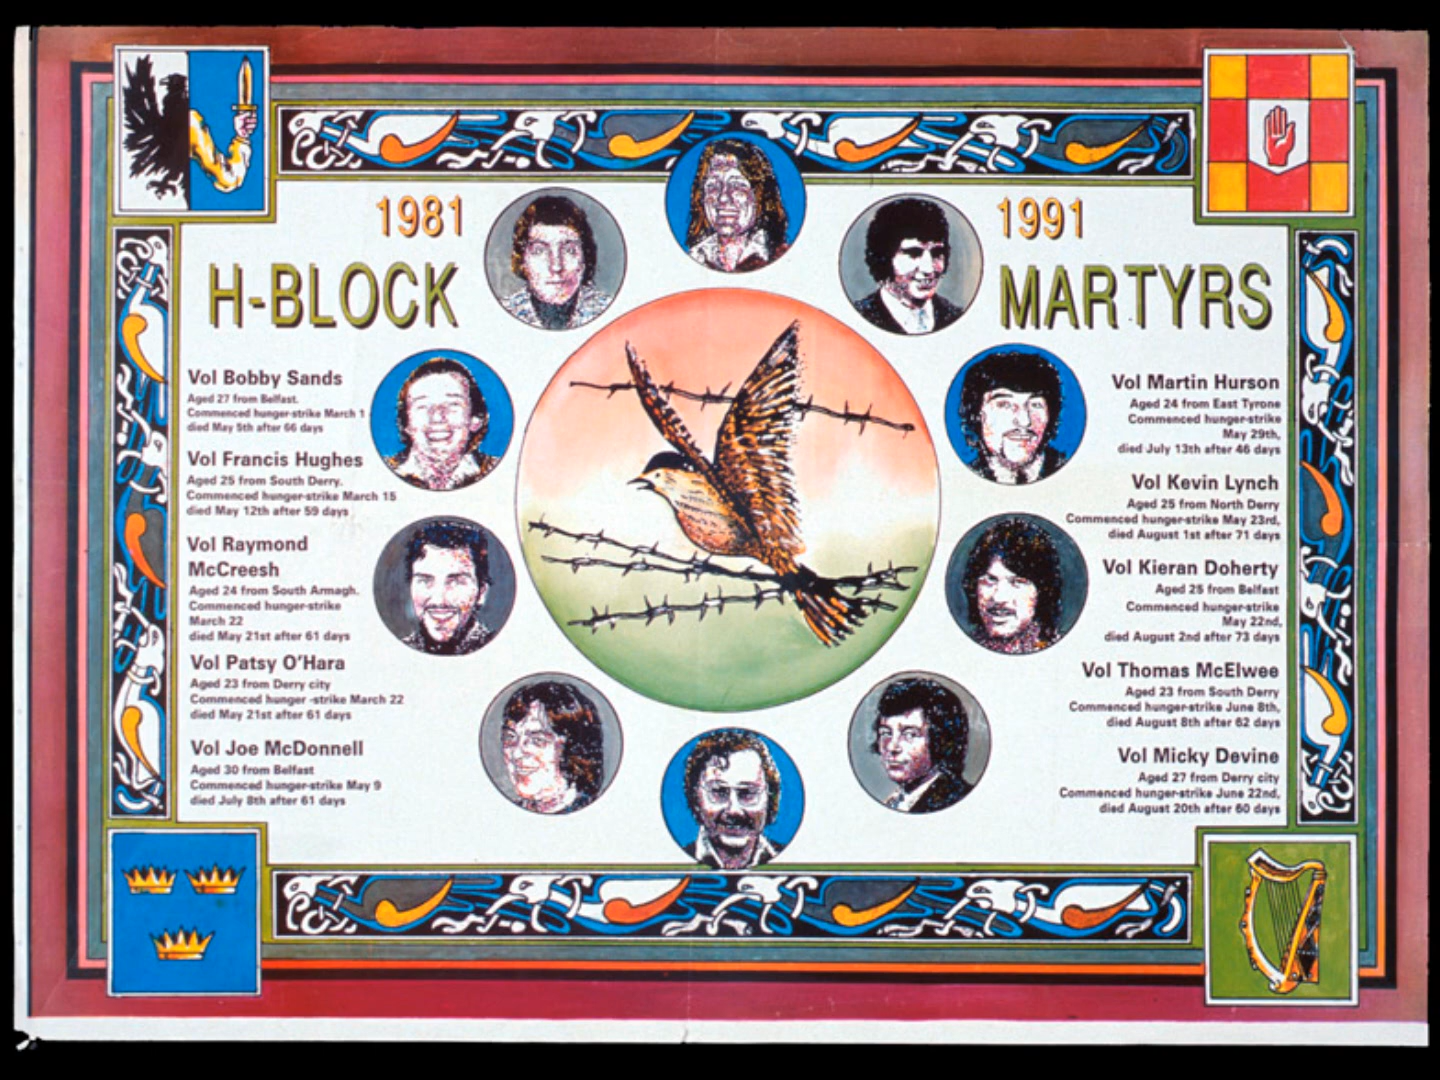 1981
H-BLOCK
1991
MARTYRS
Vol Bobby Sands
Aged 27 from Belfast.
Commenced hunger-strike March 1
died May 5th after 66 days
Vol Francis Hughes
Aged 25 from South Derry.
Commenced hunger-strike March 15
died May 12th after 59 days
Vol Raymond
McCreesh
Aged 24 from South Armagh.
Commenced hunger-strike
March 22
died May 21st after 61 days
Vol Patsy O'Hara
Aged 23 from Derry city
Commenced hunger -strike March 22
died May 21st after 61 days
Vol Joe McDonnell
Aged 30 from Belfast
Commenced hunger-strike May 9
died July 8th after 61 days
Vol Martin Hurson
Aged 24 from East Tyrone
Commenced hunger-strike
May 29th,
died July 13th after 46 days
Vol Kevin Lynch
Aged 25 from North Derry
Commenced hunger-strike May 23rd,
died August 1st after 71 days
Vol Kieran Doherty
Aged 25 from Belfast
Commenced hunger-strike
May 22nd,
died August 2nd after 73 days
Vol Thomas McElwee
Aged 23 from South Derry
Commenced hunger-strike June 8th,
died August 8th after 62 days
Vol Micky Devine
Aged 27 from Derry city
Commenced hunger-strike June 22nd,
died August 20th after 60 days